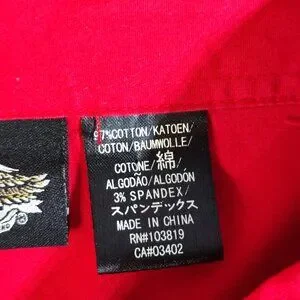 97%COTTON/KATOEN/
COTON/BAUMWOLLE/
COTONE/綿/
ALGODÃO/ALGODÓN
3% SPANDEX/
スパンデックス
MADE IN CHINA
RN#103819
CA#03402